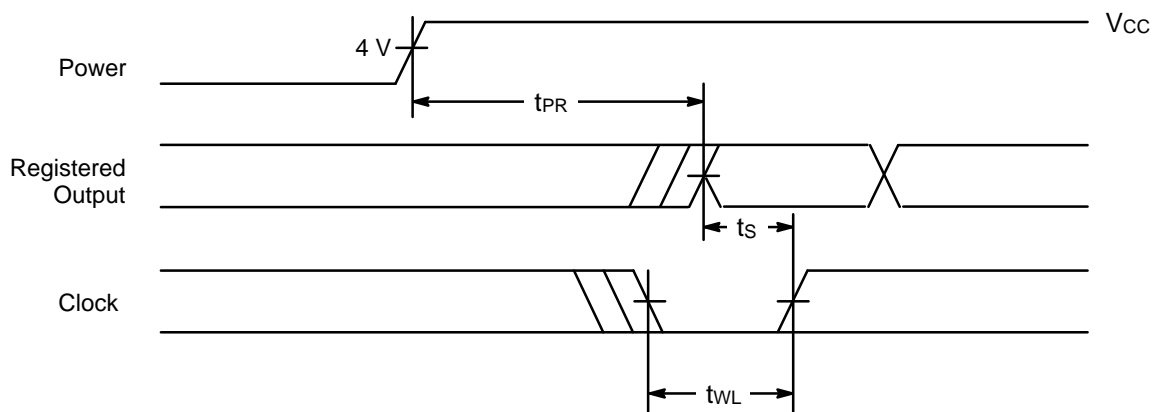 VCC
4 V
Power
tPR
Registered
Output
tS
Clock
tWL